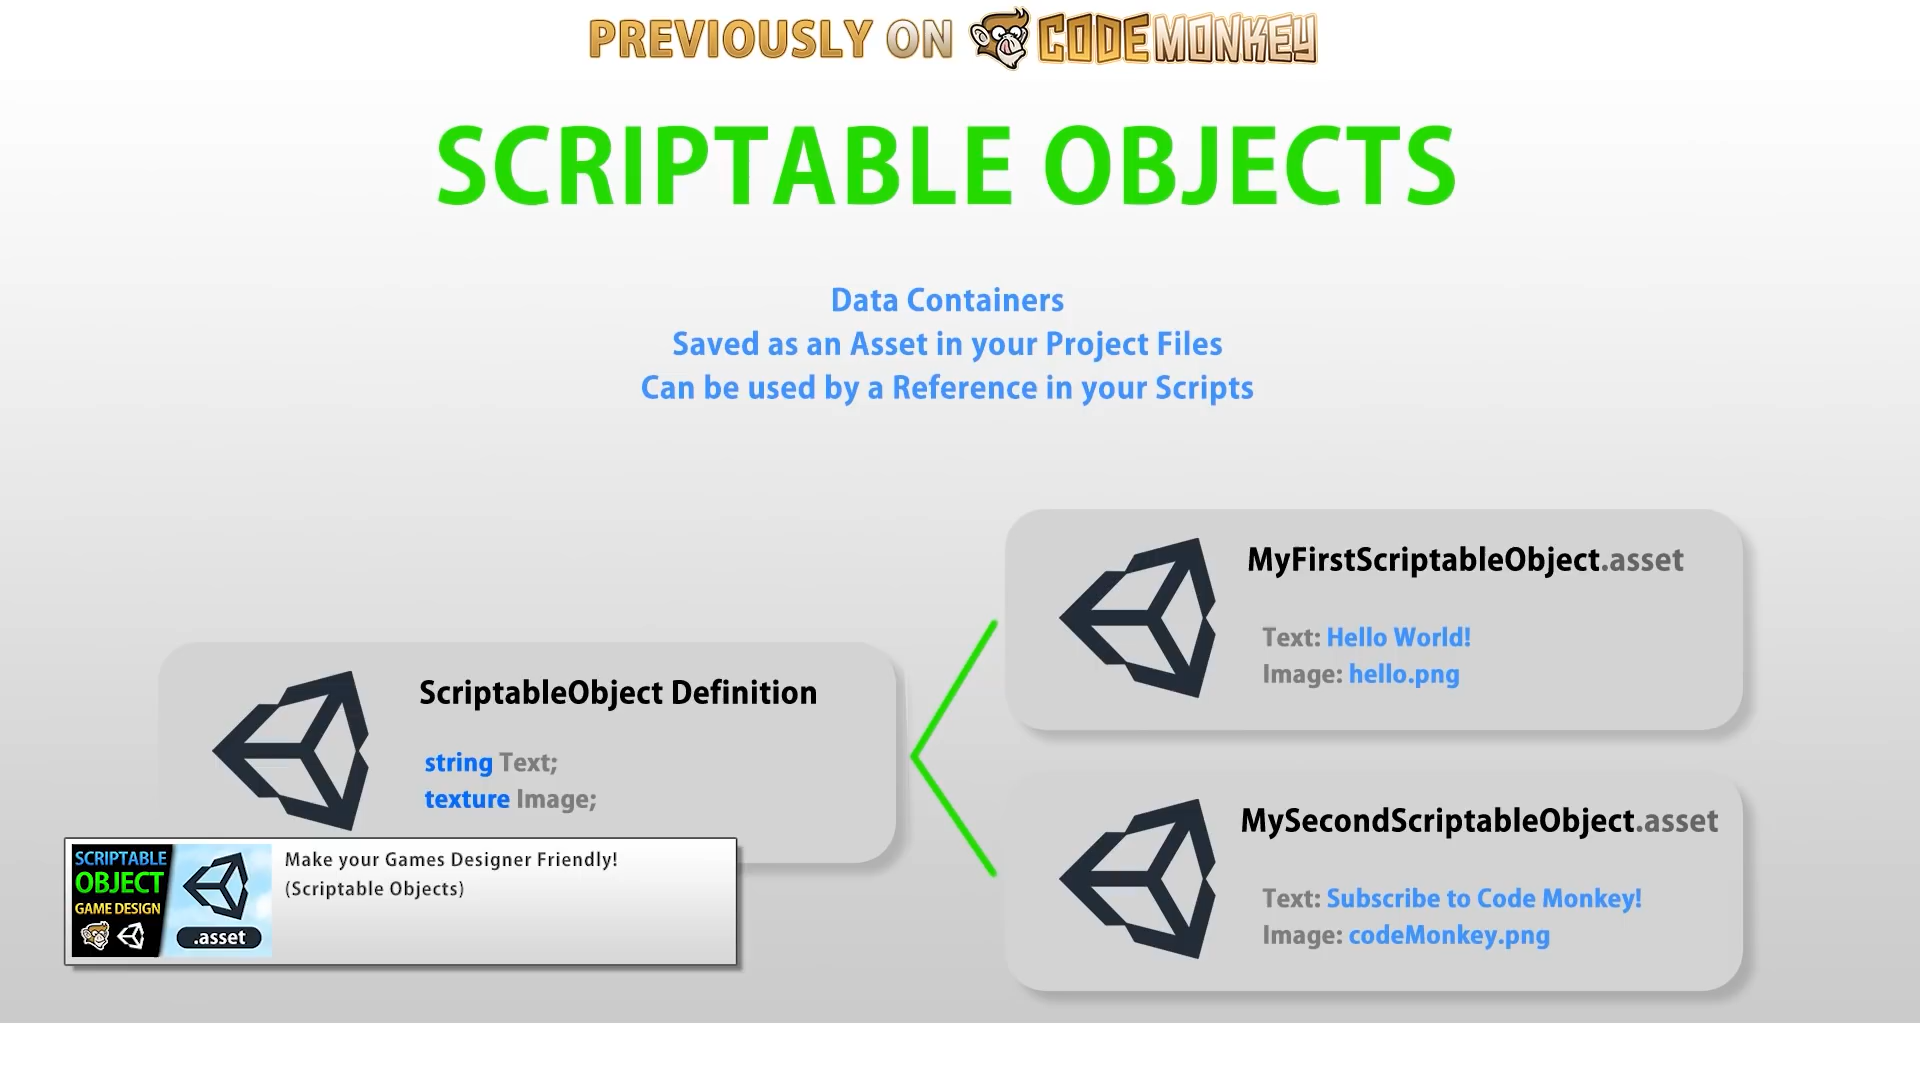 PREVIOUSLY ON CODEMONKEY
SCRIPTABLE OBJECTS
Data Containers
Saved as an Asset in your Project Files
Can be used by a Reference in your Scripts
MyFirstScriptableObject.asset
Text: Hello World!
Image: hello.png
ScriptableObject Definition
string Text;
texture Image;
MySecondScriptableObject.asset
Text: Subscribe to Code Monkey!
Image: codeMonkey.png
SCRIPTABLE
OBJECT
GAME DESIGN
.asset
Make your Games Designer Friendly!
(Scriptable Objects)